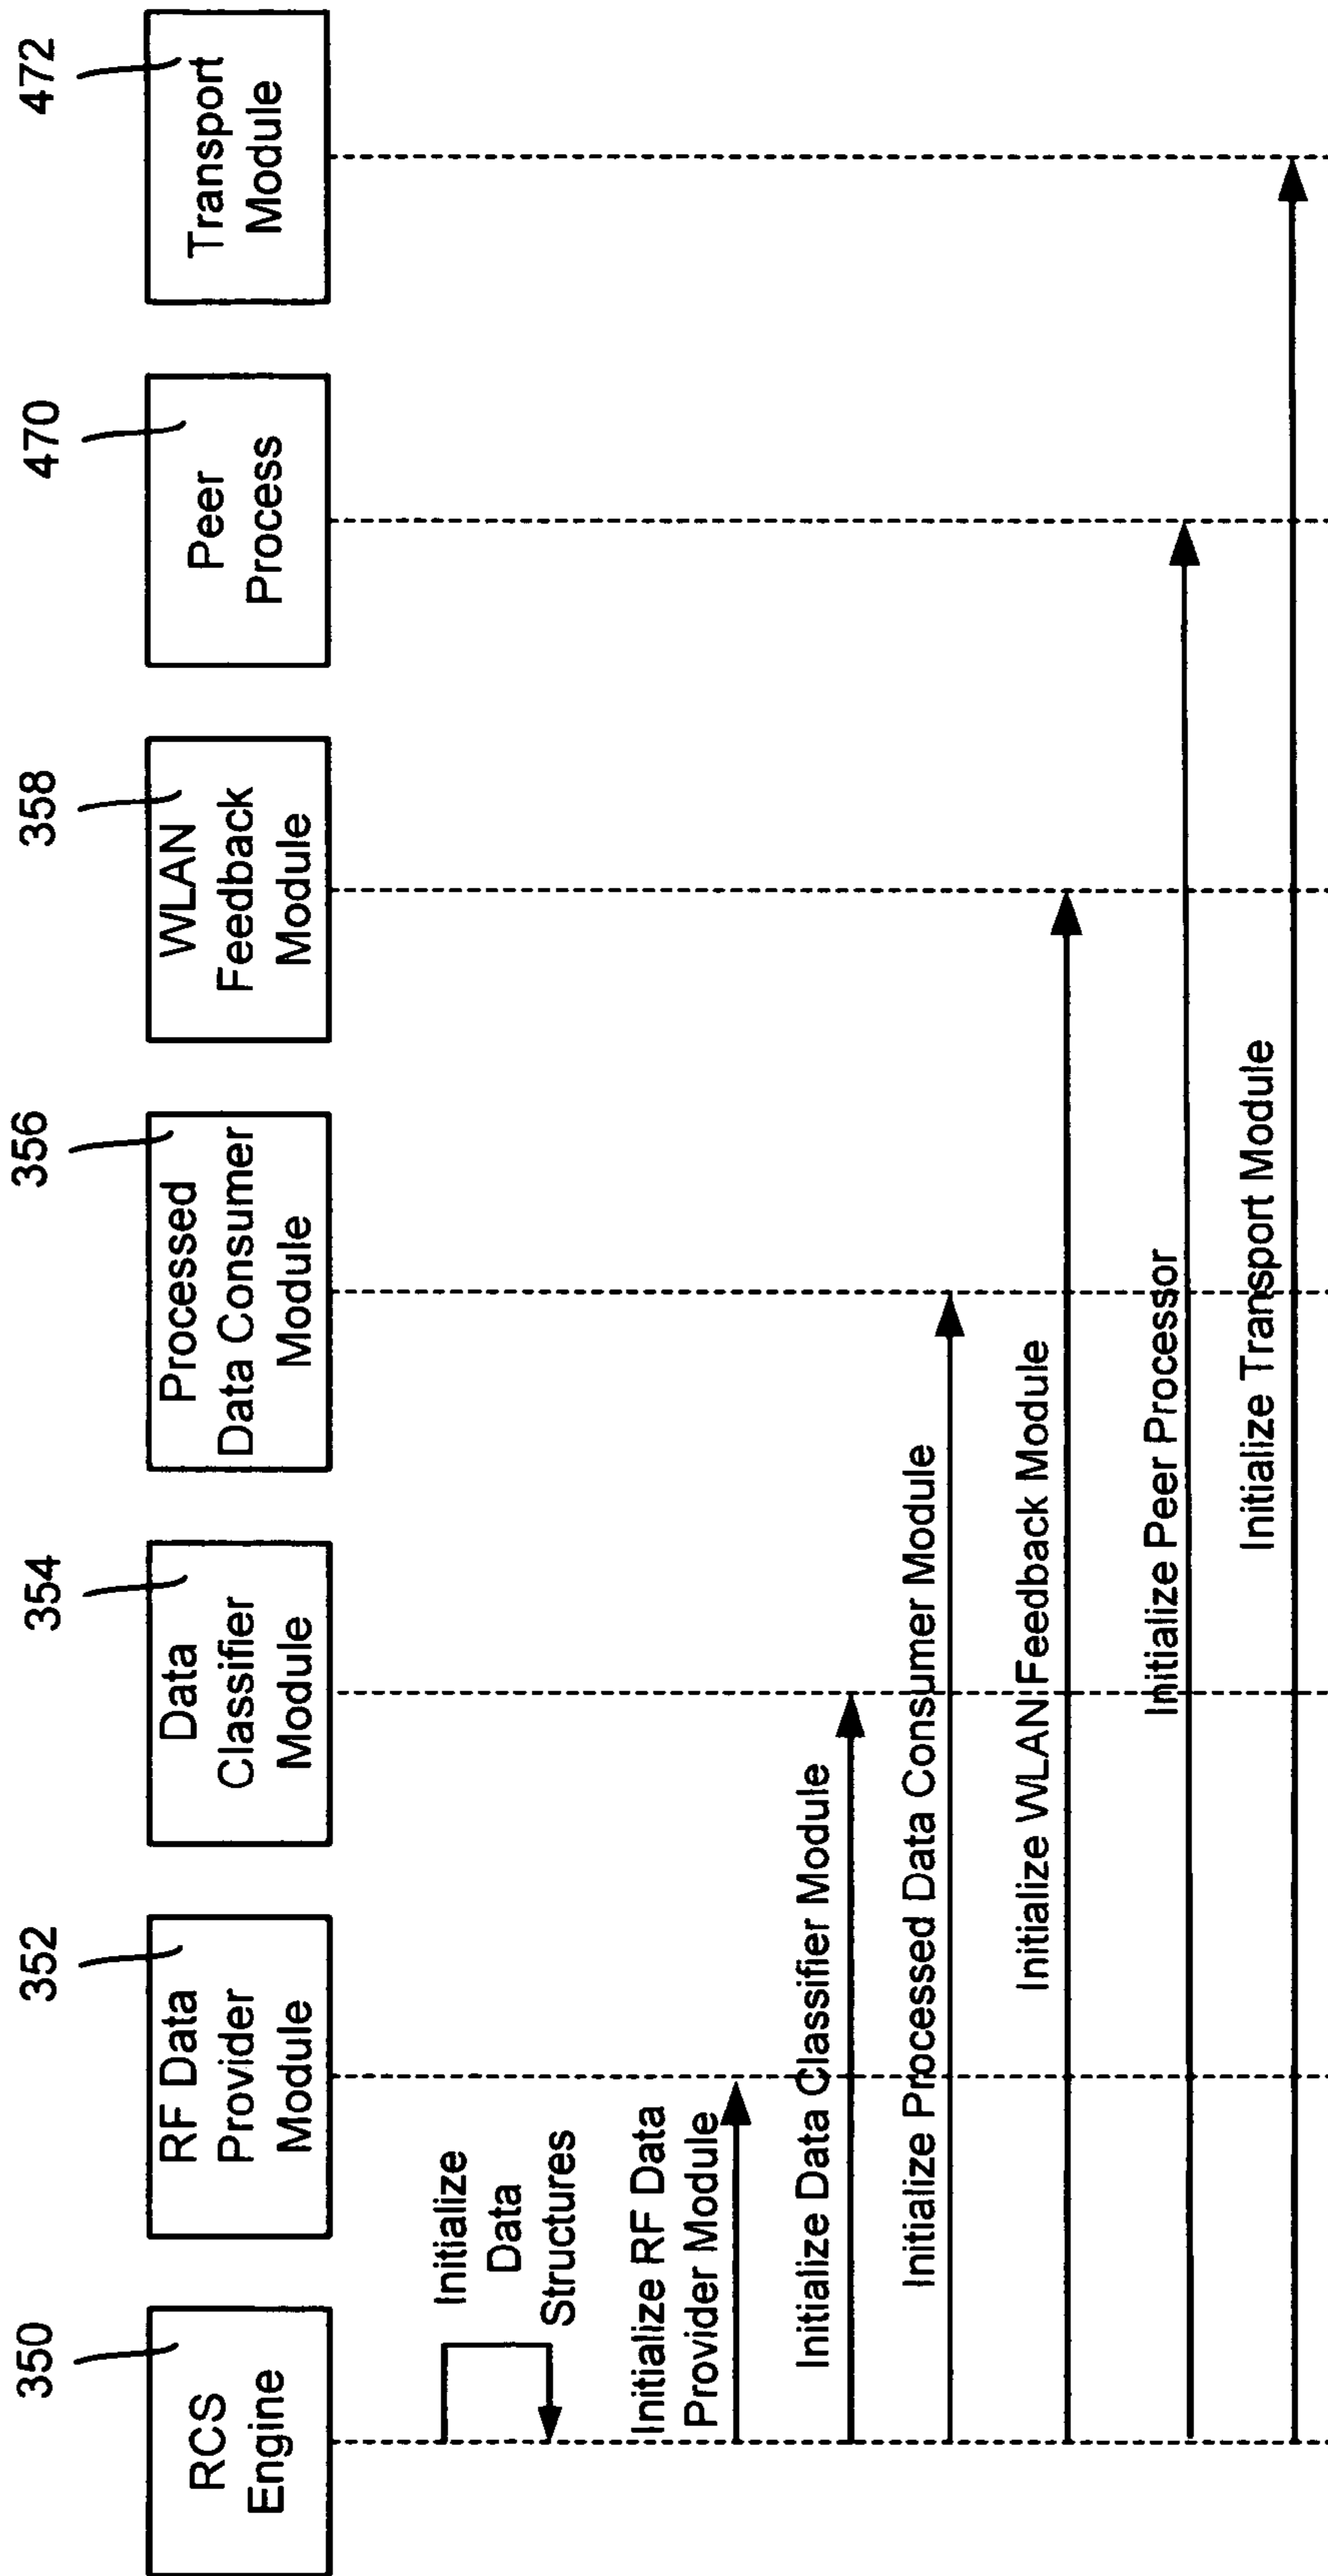 350
352
354
356
358
470
472
RCS
Engine
RF Data
Provider
Module
Data
Classifier
Module
Processed
Data Consumer
Module
WLAN
Feedback
Module
Peer
Process
Transport
Module
Initialize
Data
Structures
Initialize RF Data
Provider Module
Initialize Data Classifier Module
Initialize Processed Data Consumer Module
Initialize WLAN Feedback Module
Initialize Peer Processor
Initialize Transport Module